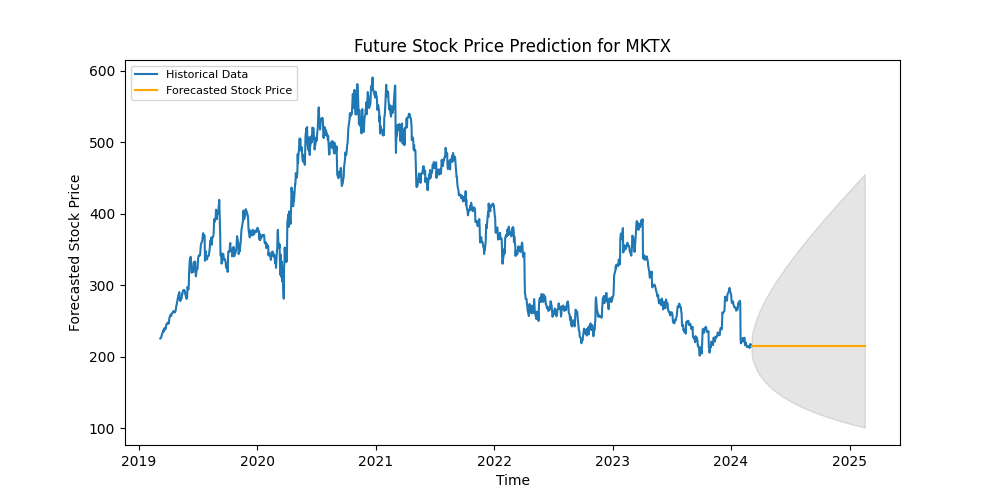 Future Stock Price Prediction for MKTX
Historical Data
Forecasted Stock Price
Forecasted Stock Price
600
500
400
300
200
100
2019 2020 2021 2022 2023 2024 2025
Time